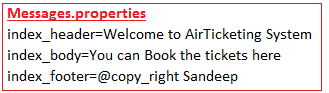 Messages.properties
index_header=Welcome to AirTicketing System
index_body=You can Book the tickets here
index_footer=@copy_right Sandeep